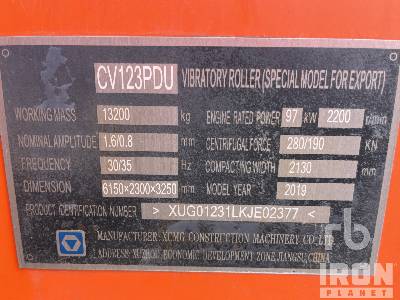 CV123PDU VIBRATORY ROLLER(SPECIAL MODEL FOR EXPORT)
WORKING MASS 13200 kg ENGINE RATED POWER 97 kW 2200 r/min
NOMINAL AMPLITUDE 1.6/0.8 mm CENTRIFUGAL FORCE 280/190 KN
FREQUENCY 30/35 Hz COMPACTING WIDTH 2130 mm
DIMENSION 6150×2300×3250 mm MODEL YEAR 2019
PRODUCT IDENTIFICATION NUMBER > XUG01231LKJE02377 <
MANUFACTURER: XCMG CONSTRUCTION MACHINERY CO.,LTD.
ADDRESS: XUZHOU ECONOMIC DEVELOPMENT ZONE JIANGSU,CHINA
rb
IRON
PLANET